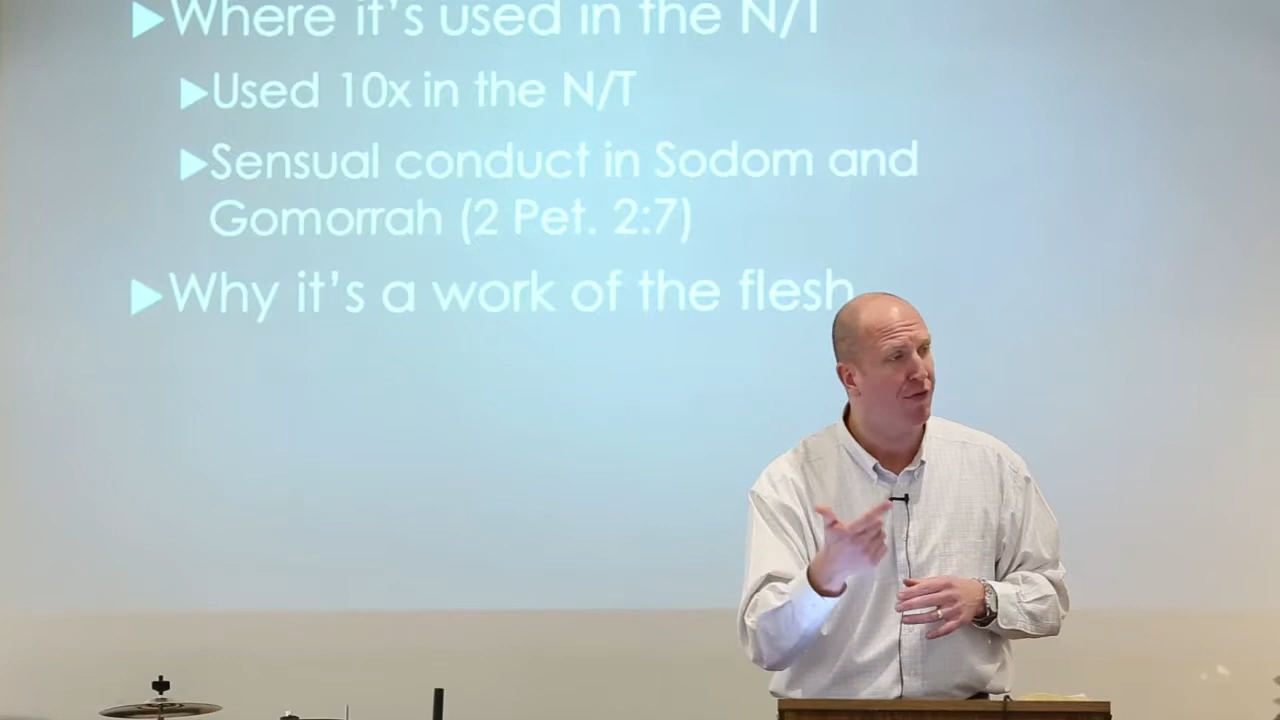 Where it's used in the N/T
Used 10x in the N/T
Sensual conduct in Sodom and
Gomorrah (2 Pet. 2:7)
Why it's a work of the flesh